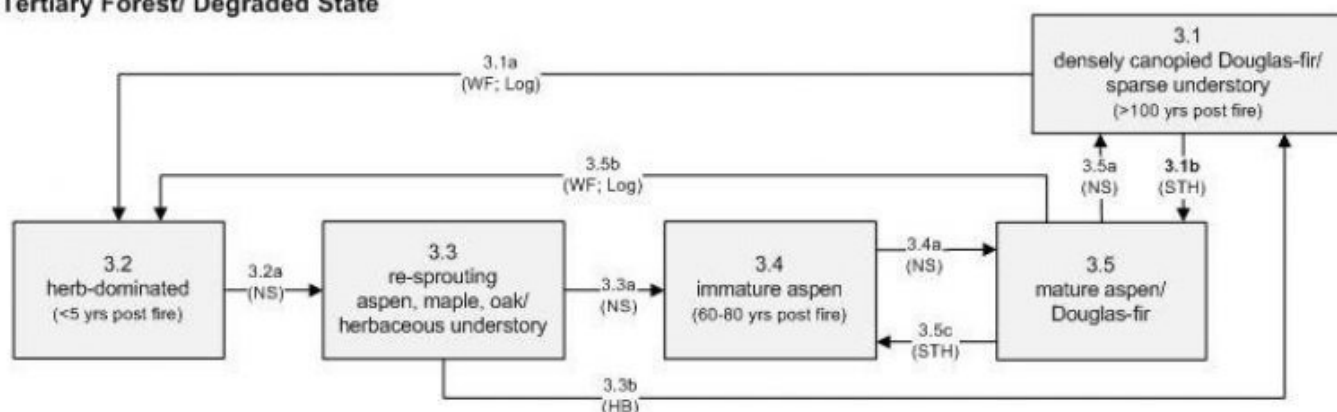 Tertiary Forest/ Degraded State
3.1
densely canopied Douglas-fir/
sparse understory
(>100 yrs post fire)
3.1a
(WF; Log)
3.5b
(WF; Log)
3.5a
(NS)
3.1b
(STH)
3.2
herb-dominated
(<5 yrs post fire)
3.2a
(NS)
3.3
re-sprouting
aspen, maple, oak/
herbaceous understory
3.3a
(NS)
3.4
immature aspen
(60-80 yrs post fire)
3.4a
(NS)
3.5
mature aspen/
Douglas-fir
3.5c
(STH)
3.3b
(HB)